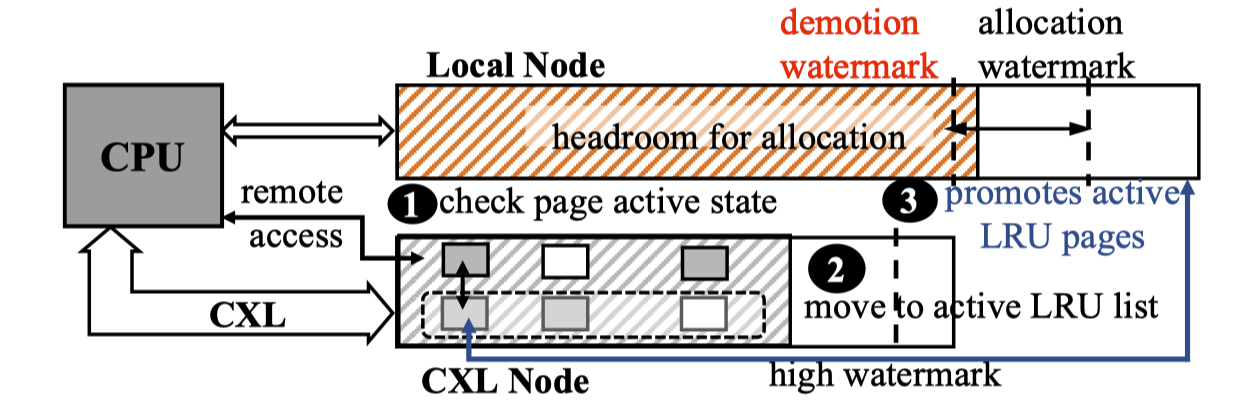 demotion
watermark
allocation
watermark
Local Node
CPU
headroom for allocation
remote
access
1 check page active state
3 promotes active
LRU pages
2
move to active LRU list
CXL
CXL Node
high watermark